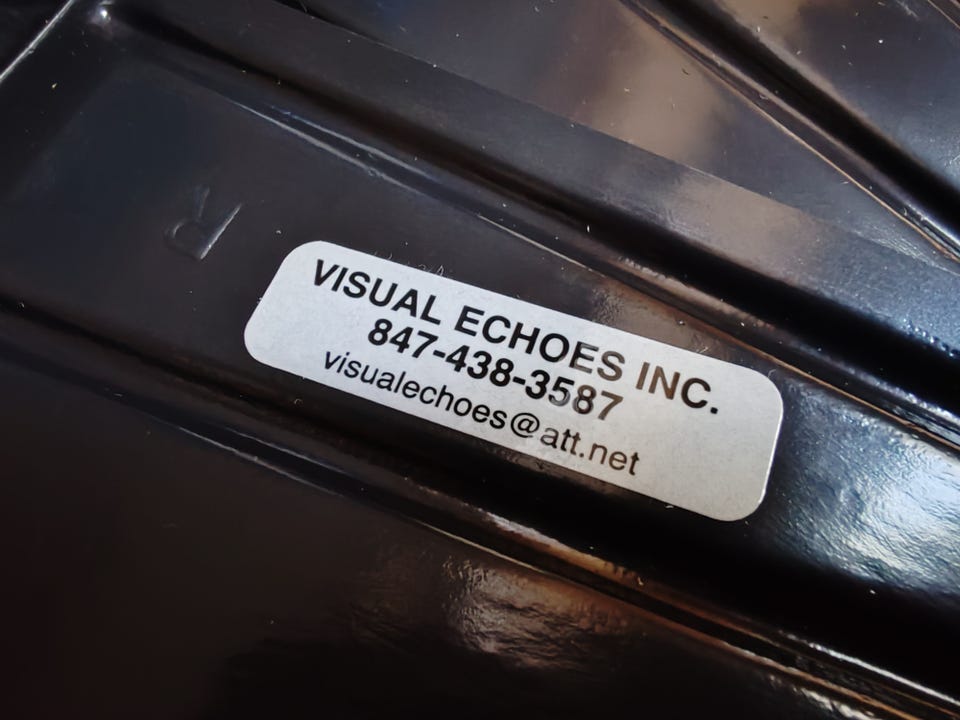 R
VISUAL ECHOES INC.
847-438-3587
visualechoes@att.net